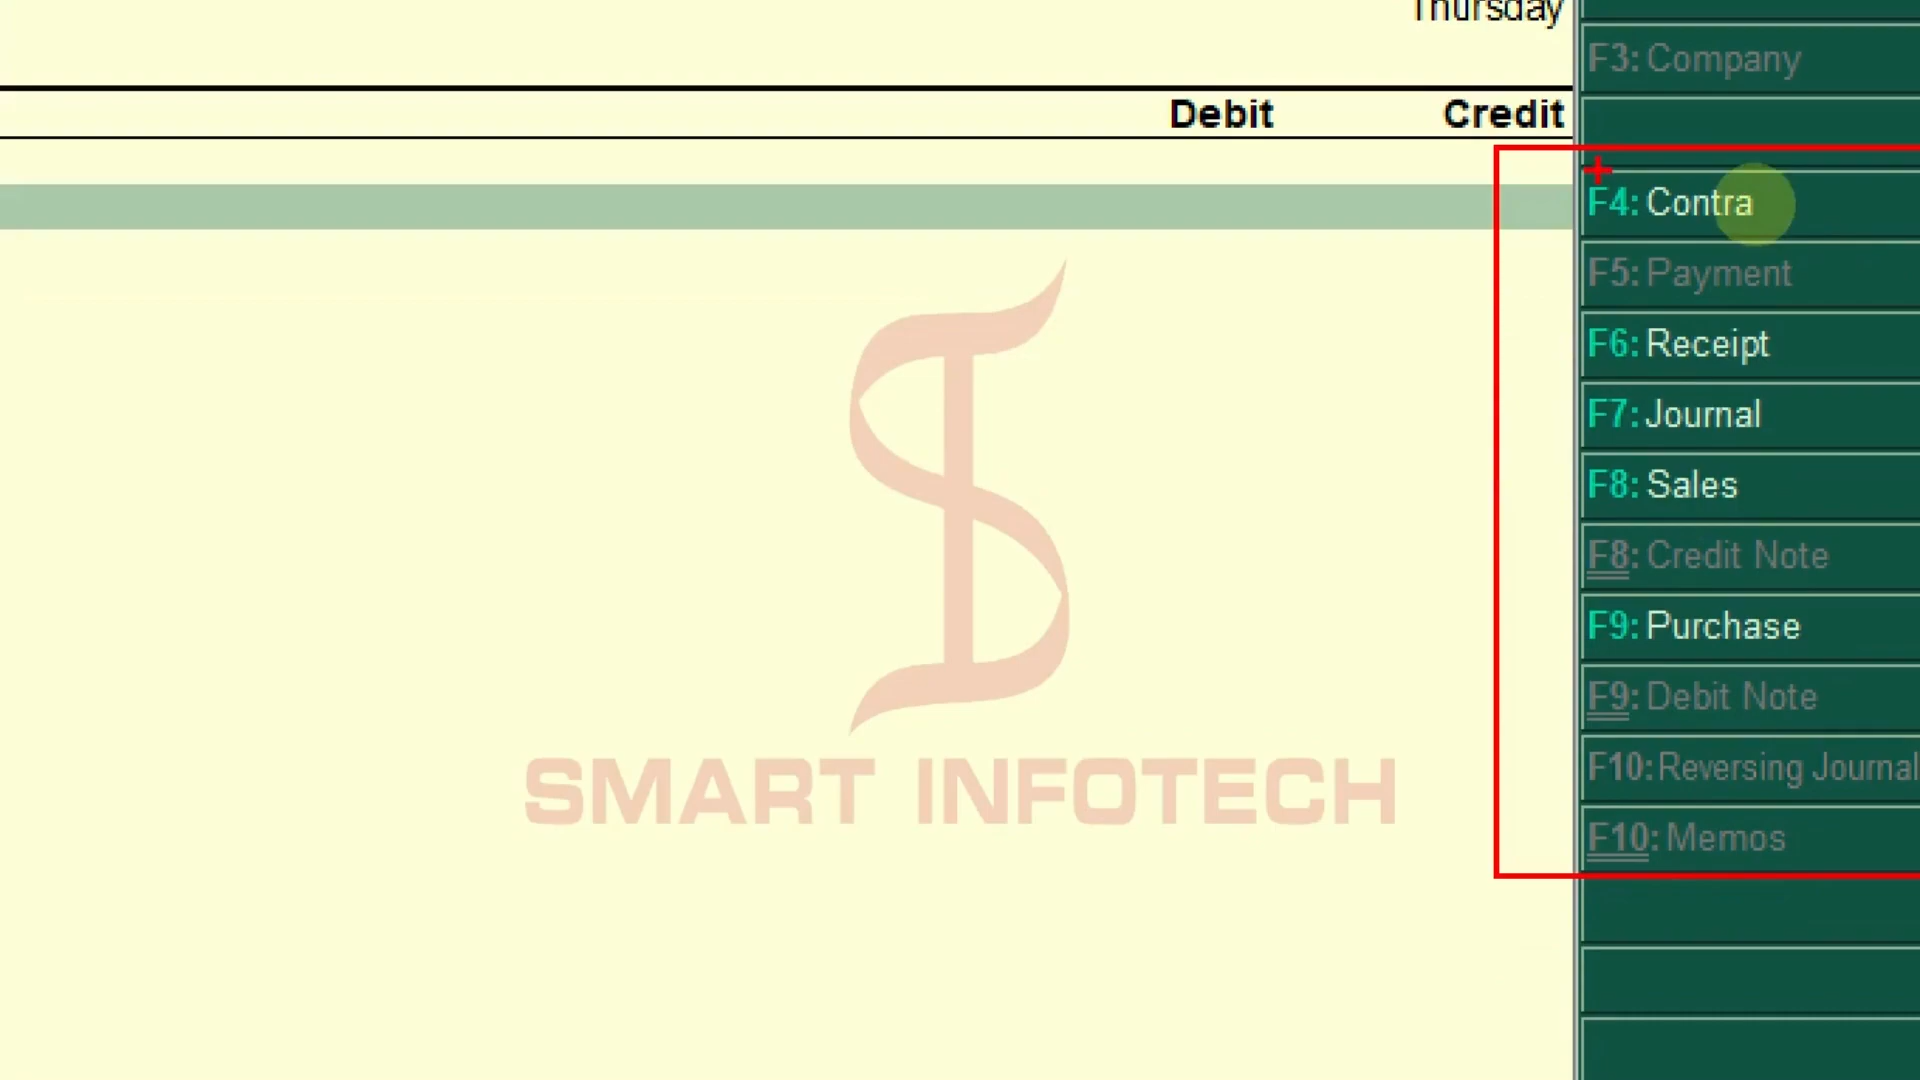 Thursday
Debit Credit
F3: Company
F4: Contra
F5: Payment
F6: Receipt
F7: Journal
F8: Sales
F8: Credit Note
F9: Purchase
F9: Debit Note
F10: Reversing Journal
F10: Memos
SMART INFOTECH